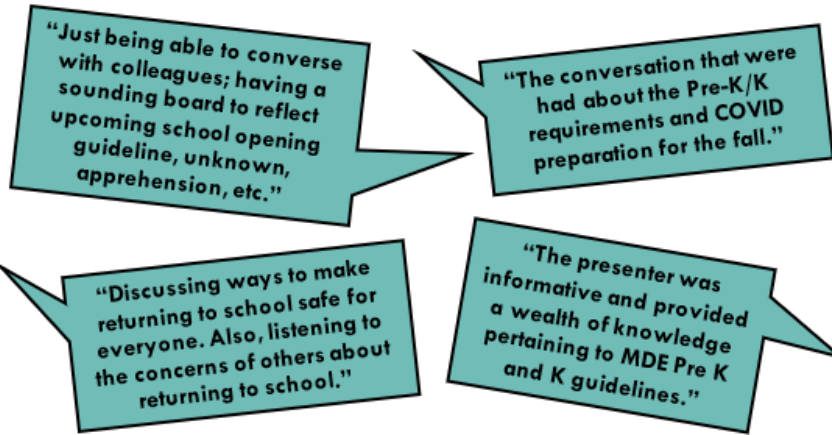 “Just being able to converse
with colleagues; having a
sounding board to reflect
upcoming school opening
guideline, unknown,
apprehension, etc.”
“The conversation that were
had about the Pre-K/K
requirements and COVID
preparation for the fall.”
“Discussing ways to make
returning to school safe for
everyone. Also, listening to
the concerns of others about
returning to school.”
“The presenter was
informative and provided
a wealth of knowledge
pertaining to MDE Pre K
and K guidelines.”